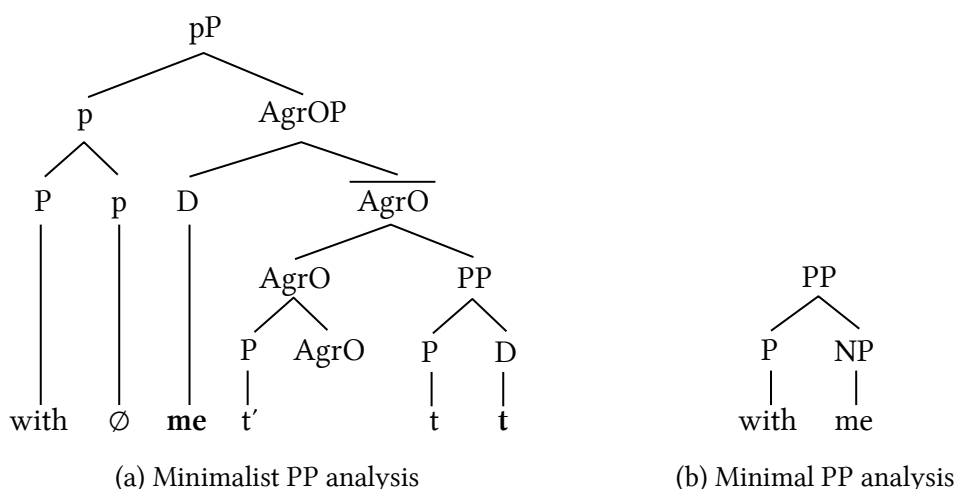 pP
p AgrOP
P p D AgrO
AgrO PP PP
P AgrO P D P NP
with ∅ me t′ t t with me
(a) Minimalist PP analysis (b) Minimal PP analysis